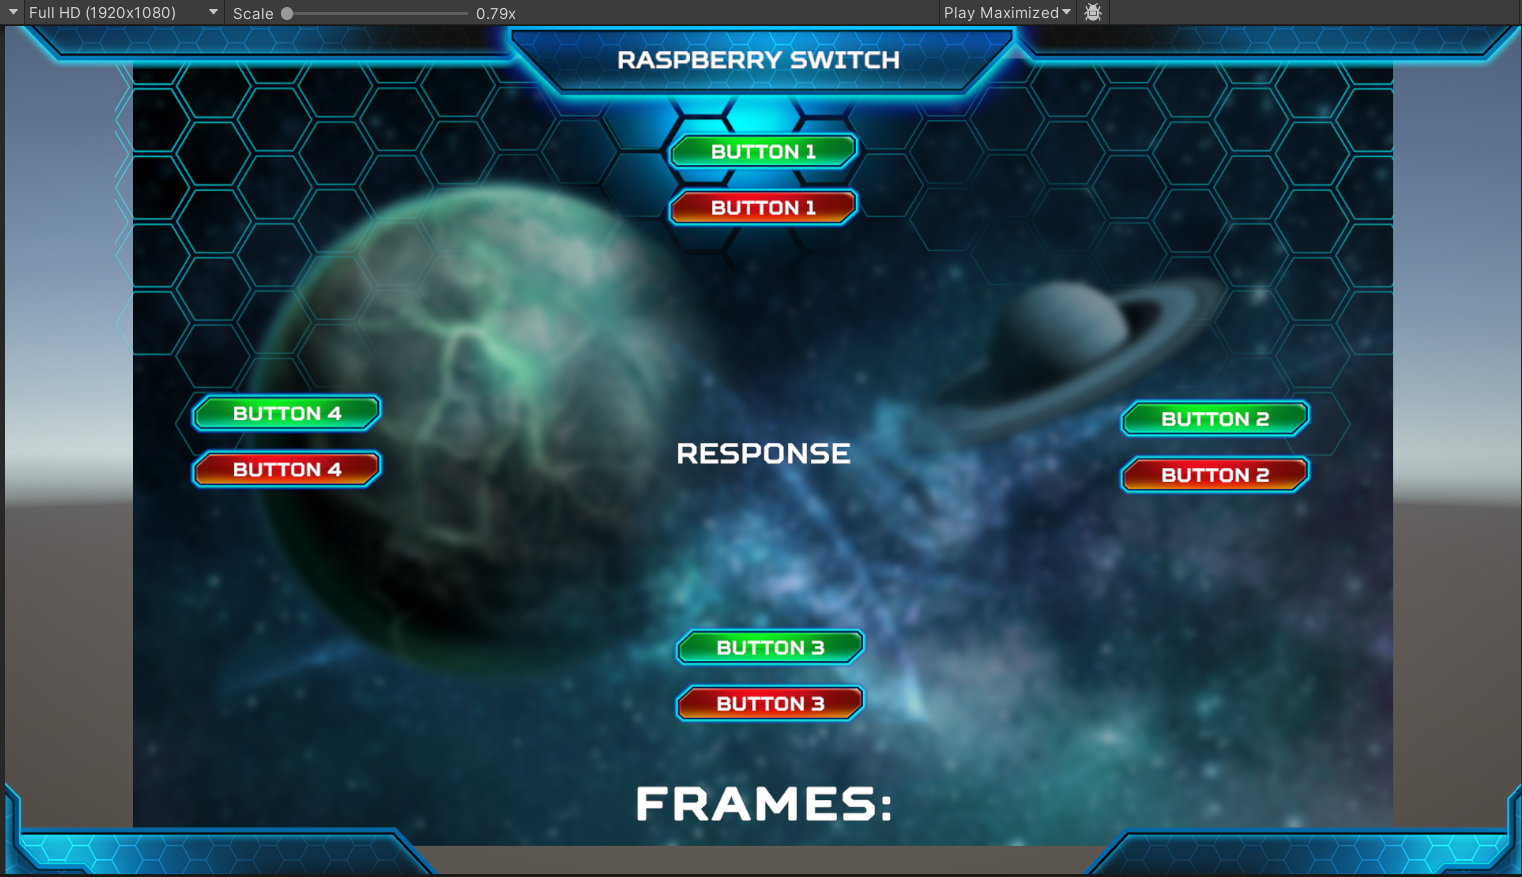 Full HD (1920x1080)
Scale
0.79x
Play Maximized
RASPBERRY SWITCH
BUTTON 1
BUTTON 1
BUTTON 4
BUTTON 4
RESPONSE
BUTTON 2
BUTTON 2
BUTTON 3
BUTTON 3
FRAMES: